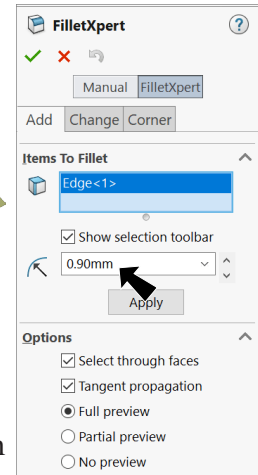 FilletXpert ?
Manual FilletXpert
Add Change Corner
Items To Fillet
Edge<1>
Show selection toolbar
0.90mm
Apply
Options
Select through faces
Tangent propagation
Full preview
Partial preview
No preview